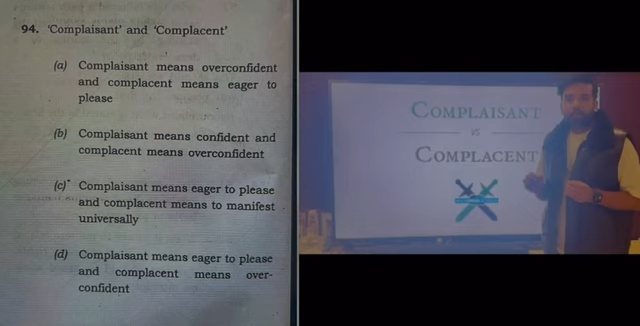 94. 'Complaisant' and 'Complacent'
(a) Complaisant means overconfident
and complacent means eager to
please
(b) Complaisant means confident and
complacent means overconfident
(c) Complaisant means eager to please
and complacent means to manifest
universally
(d) Complaisant means eager to please
and complacent means over-
confident
COMPLAISANT
VS
COMPLACENT